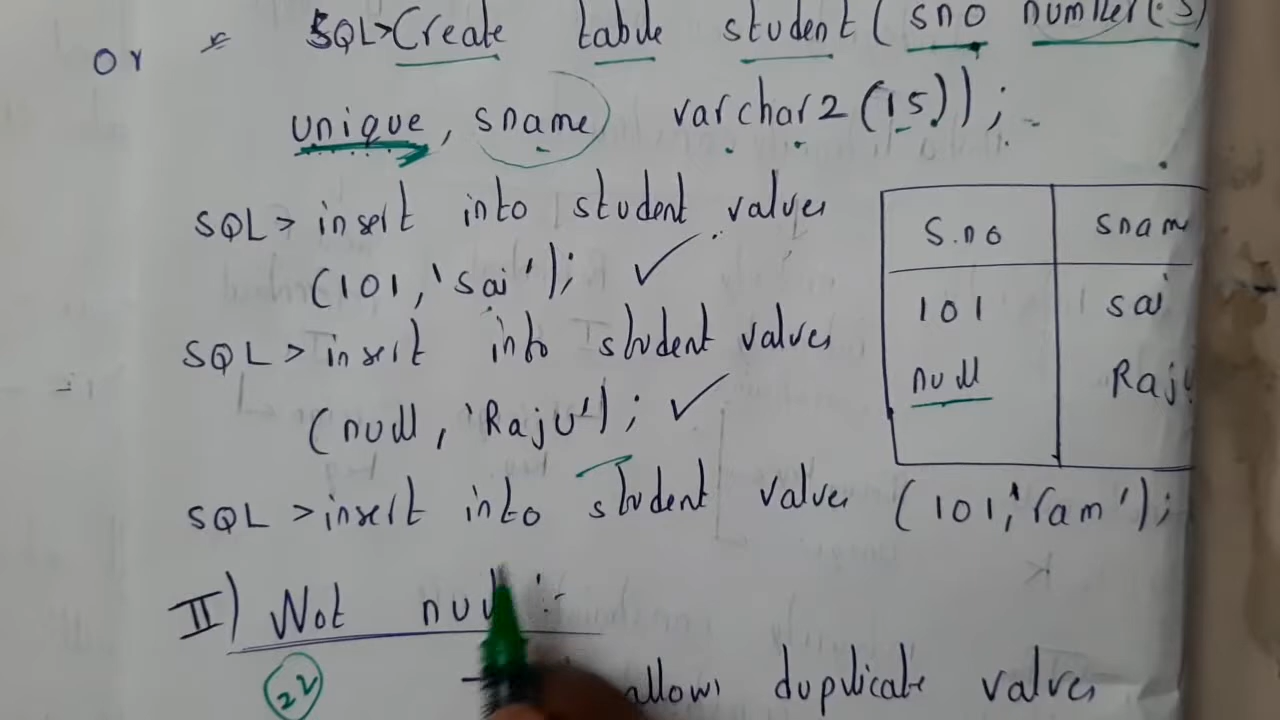 or SQL> Create table student ( sno number(5)
unique, sname varchar2 (15));
SQL> insert into student values
(101, 'sai');
SQL > insert into student values
(null, 'Raju');
SQL > insert into student values (101, 'ram');
S.no sname
101 sai
null Raju
II) Not null :-
22
allows duplicate values